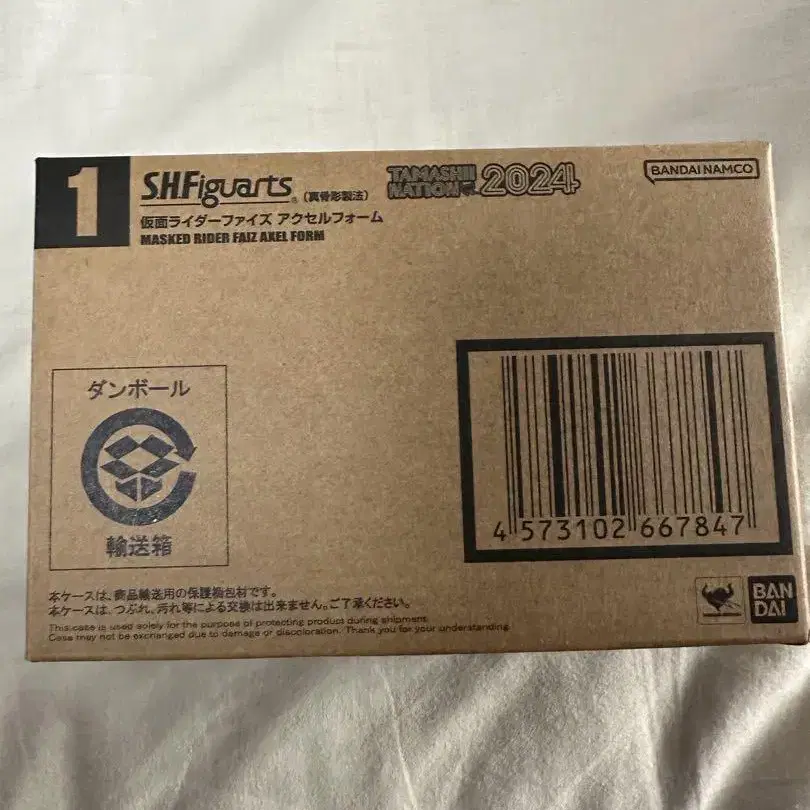 1
S.H.Figuarts® (真骨彫製法)
TAMASHII NATION 2024
BANDAI NAMCO
仮面ライダーファイズ アクセルフォーム
MASKED RIDER FAIZ AXEL FORM
ダンボール
輸送箱
4 573102 667847
本ケースは、商品輸送用の保護梱包材です。
本ケースは、つぶれ、汚れ等による交換は出来ません。ご了承ください。
This case is used solely for the purpose of protecting product during shipment.
Case may not be exchanged due to damage or discoloration. Thank you for your understanding.
BAN
DAI